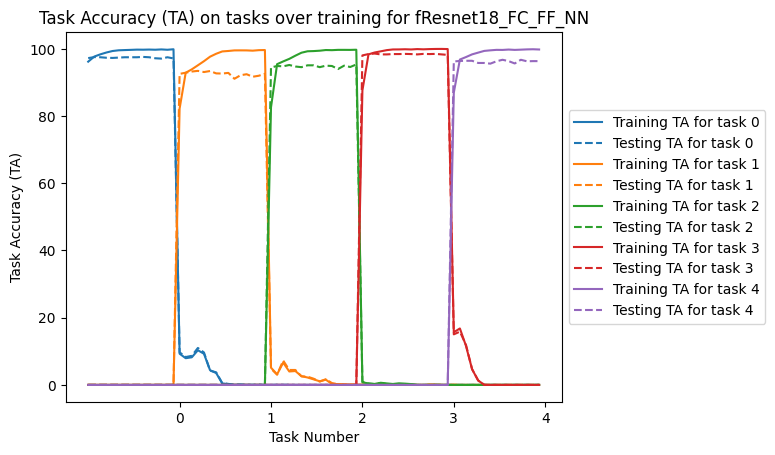 Task Accuracy (TA) on tasks over training for fResnet18_FC_FF_NN
100
80
60
40
20
0
Task Accuracy (TA)
0 1 2 3 4
Task Number
Training TA for task 0
Testing TA for task 0
Training TA for task 1
Testing TA for task 1
Training TA for task 2
Testing TA for task 2
Training TA for task 3
Testing TA for task 3
Training TA for task 4
Testing TA for task 4